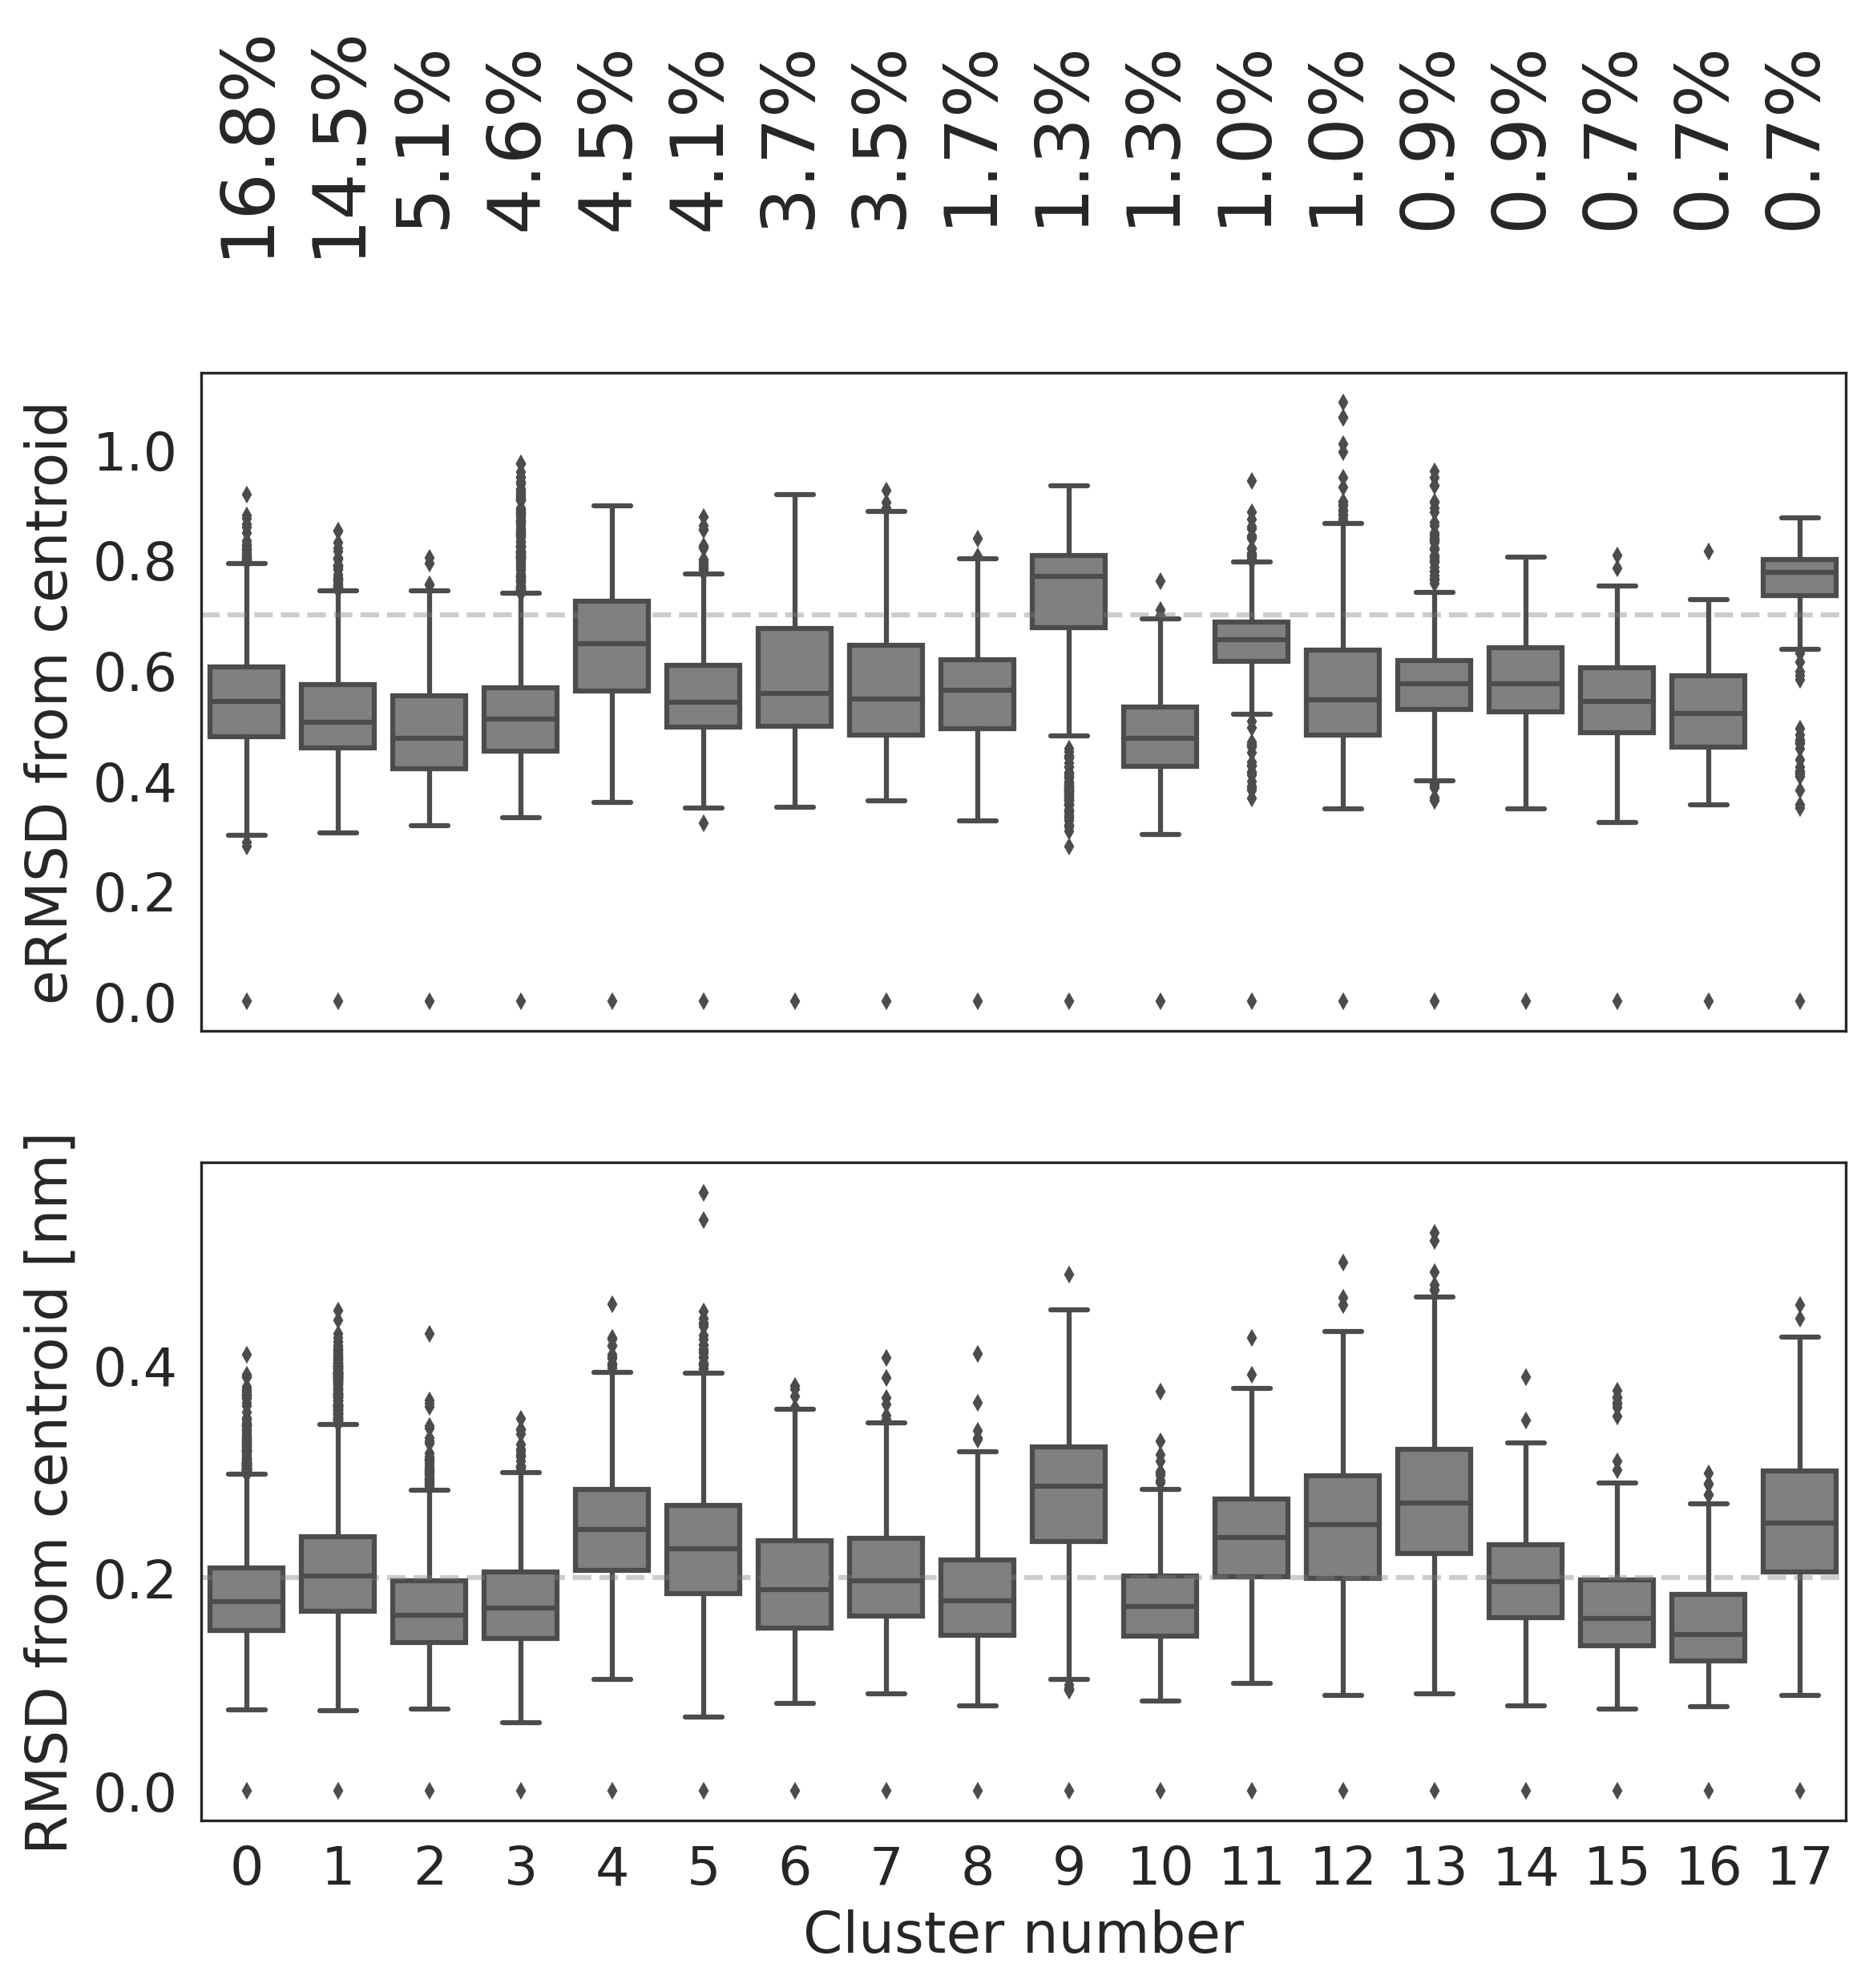 16.8% 14.5% 5.1% 4.6% 4.5% 4.1% 3.7% 3.5% 1.7% 1.3% 1.3% 1.0% 1.0% 0.9% 0.9% 0.7% 0.7% 0.7%
eRMSD from centroid
1.0
0.8
0.6
0.4
0.2
0.0
RMSD from centroid [nm]
0.4
0.2
0.0
0 1 2 3 4 5 6 7 8 9 10 11 12 13 14 15 16 17
Cluster number